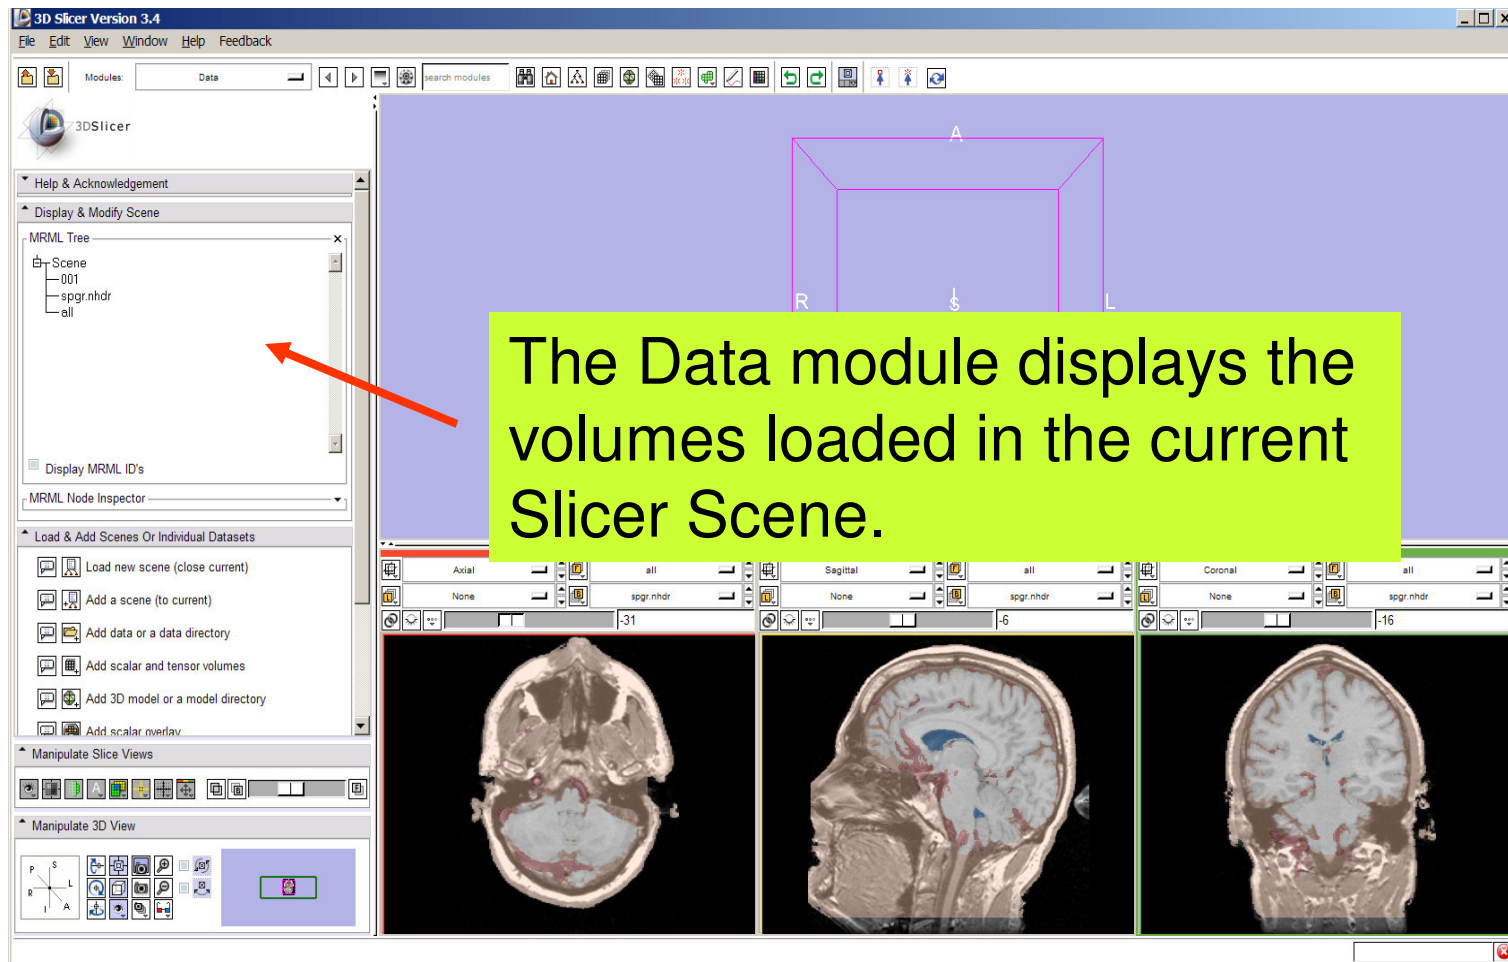 3D Slicer Version 3.4
File Edit View Window Help Feedback
Modules: Data search modules
3DSlicer
Help & Acknowledgement
Display & Modify Scene
MRML Tree
Scene
001
spgr.nhdr
all
Display MRML ID's
MRML Node Inspector
Load & Add Scenes Or Individual Datasets
Load new scene (close current)
Add a scene (to current)
Add data or a data directory
Add scalar and tensor volumes
Add 3D model or a model directory
Add scalar overlay
Manipulate Slice Views
Manipulate 3D View
P S
R L
I A
A
R S L
I
The Data module displays the
volumes loaded in the current
Slicer Scene.
Axial all Sagittal all Coronal all
None spgr.nhdr None spgr.nhdr None spgr.nhdr
-31 -6 -16